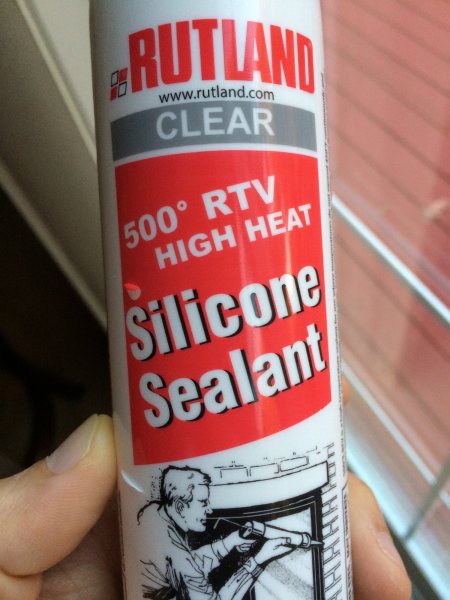 RUTLAND
www.rutland.com
CLEAR
500° RTV
HIGH HEAT
Silicone
Sealant